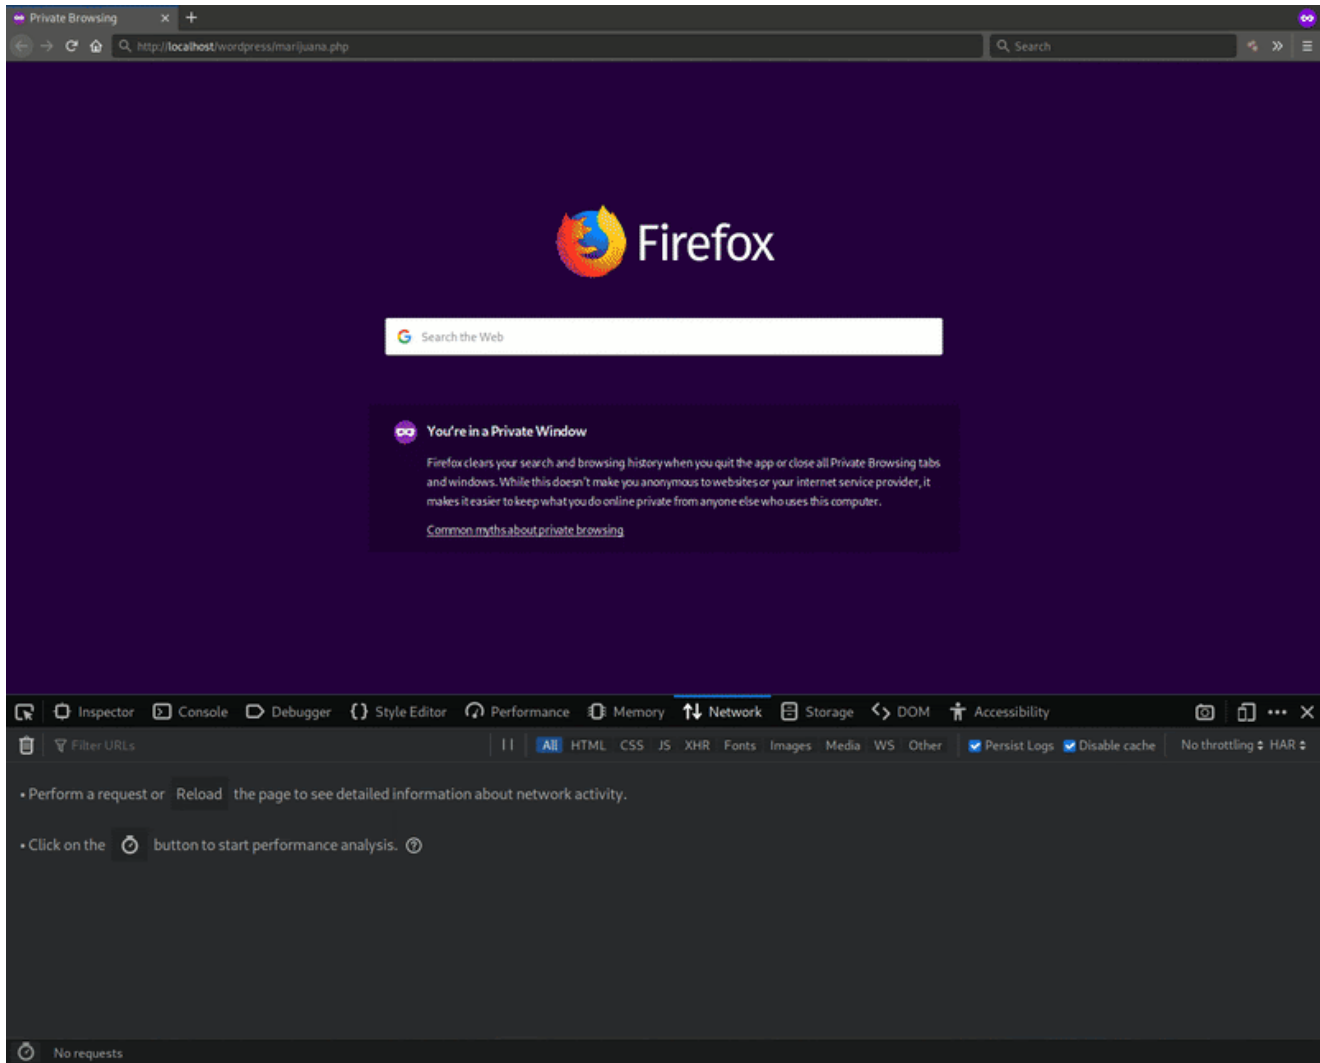 Private Browsing
http://localhost/wordpress/marijuana.php
Search
Firefox
Search the Web
You're in a Private Window
Firefox clears your search and browsing history when you quit the app or close all Private Browsing tabs
and windows. While this doesn't make you anonymous to websites or your internet service provider, it
makes it easier to keep what you do online private from anyone else who uses this computer.
Common myths about private browsing
Inspector Console Debugger {} Style Editor Performance Memory Network Storage DOM Accessibility
Filter URLs All HTML CSS JS XHR Fonts Images Media WS Other Persist Logs Disable cache No throttling HAR
• Perform a request or Reload the page to see detailed information about network activity.
• Click on the button to start performance analysis.
No requests